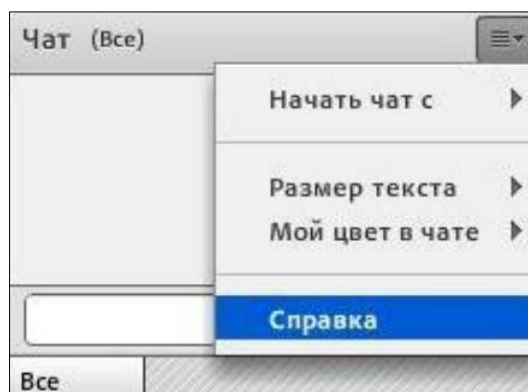 Чат (Все)
Начать чат с
Размер текста
Мой цвет в чате
Справка
Все